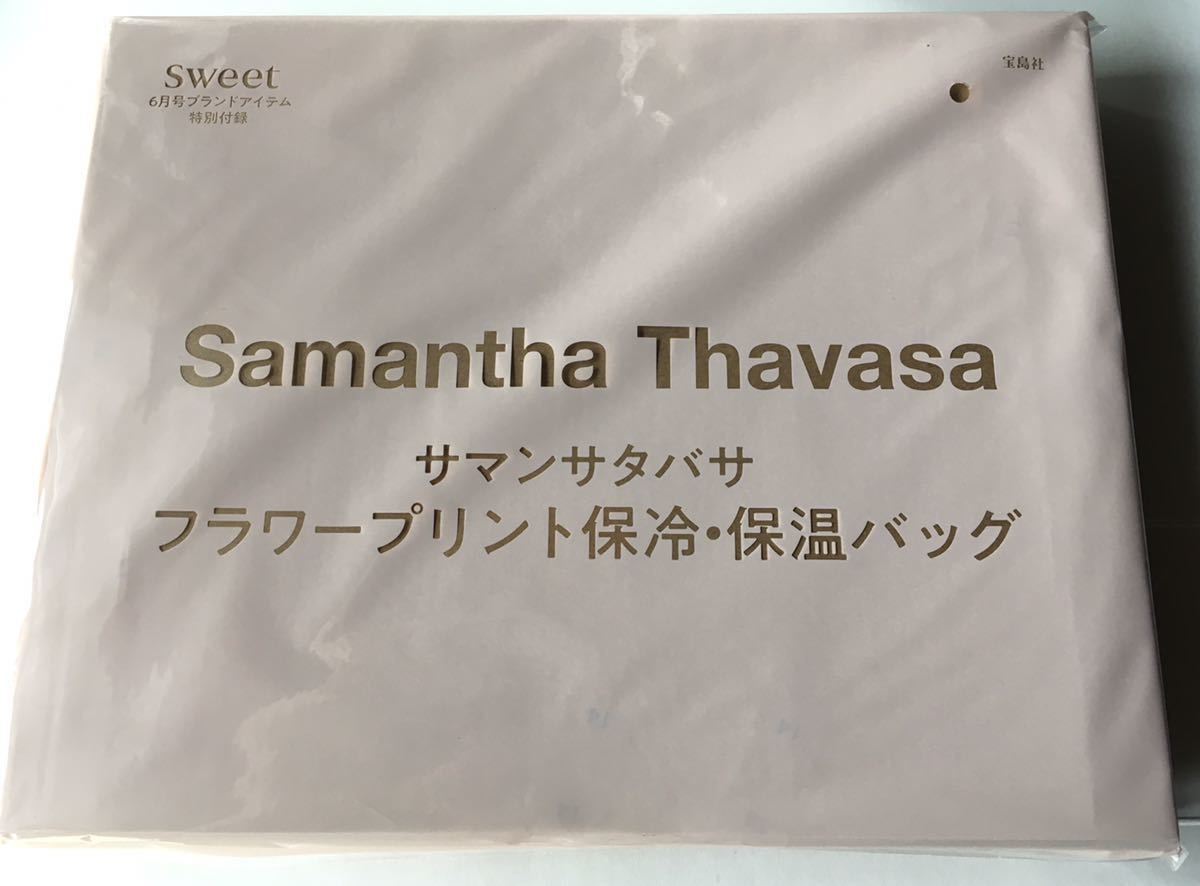 sweet
6月号ブランドアイテム
特別付録
宝島社
Samantha Thavasa
サマンサタバサ
フラワープリント保冷・保温バッグ